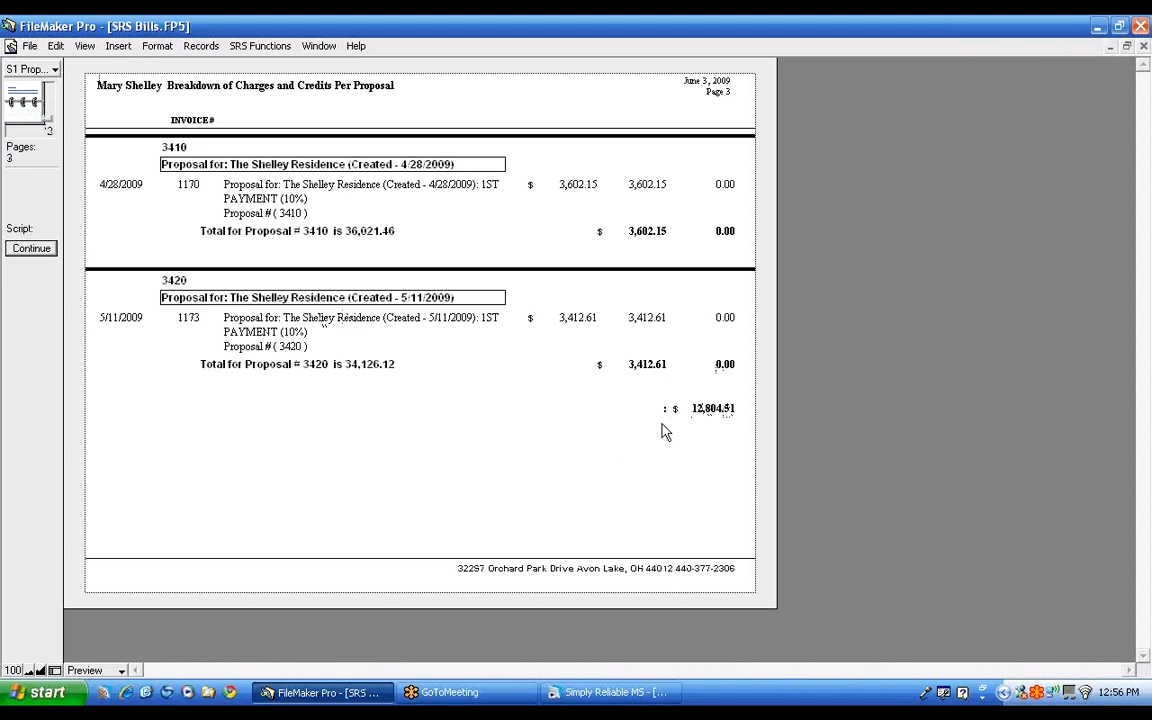 FileMaker Pro - [SRS Bills.FP5]
File Edit View Insert Format Records SRS Functions Window Help
S1 Prop...
Pages:
3
Script:
Continue
Mary Shelley Breakdown of Charges and Credits Per Proposal
June 3, 2009
Page 3
INVOICE#
3410
Proposal for: The Shelley Residence (Created - 4/28/2009)
4/28/2009 1170 Proposal for: The Shelley Residence (Created - 4/28/2009): 1ST $ 3,602.15 3,602.15 0.00
PAYMENT (10%)
Proposal # ( 3410 )
Total for Proposal # 3410 is 36,021.46 $ 3,602.15 0.00
3420
Proposal for: The Shelley Residence (Created - 5/11/2009)
5/11/2009 1173 Proposal for: The Shelley Residence (Created - 5/11/2009): 1ST $ 3,412.61 3,412.61 0.00
PAYMENT (10%)
Proposal # ( 3420 )
Total for Proposal # 3420 is 34,126.12 $ 3,412.61 0.00
: $ 12,804.51
32297 Orchard Park Drive Avon Lake, OH 44012 440-377-2306
100 Preview
start FileMaker Pro - [SRS ... GoToMeeting Simply Reliable MS - [... 12:56 PM